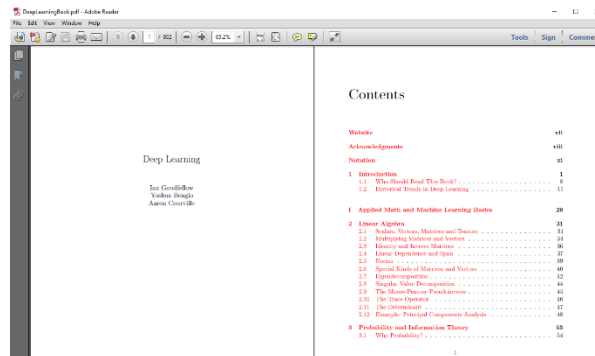 DeepLearningBook.pdf - Adobe Reader
File Edit View Window Help
1 / 802
65.2%
Tools Sign Comme
Deep Learning
Ian Goodfellow
Yoshua Bengio
Aaron Courville
Contents
Website vii
Acknowledgments viii
Notation xi
1 Introduction 1
1.1 Who Should Read This Book? 8
1.2 Historical Trends in Deep Learning 11
I Applied Math and Machine Learning Basics 29
2 Linear Algebra 31
2.1 Scalars, Vectors, Matrices and Tensors 31
2.2 Multiplying Matrices and Vectors 34
2.3 Identity and Inverse Matrices 36
2.4 Linear Dependence and Span 37
2.5 Norms 39
2.6 Special Kinds of Matrices and Vectors 40
2.7 Eigendecomposition 42
2.8 Singular Value Decomposition 44
2.9 The Moore-Penrose Pseudoinverse 45
2.10 The Trace Operator 46
2.11 The Determinant 47
2.12 Example: Principal Components Analysis 48
3 Probability and Information Theory 53
3.1 Why Probability? 54